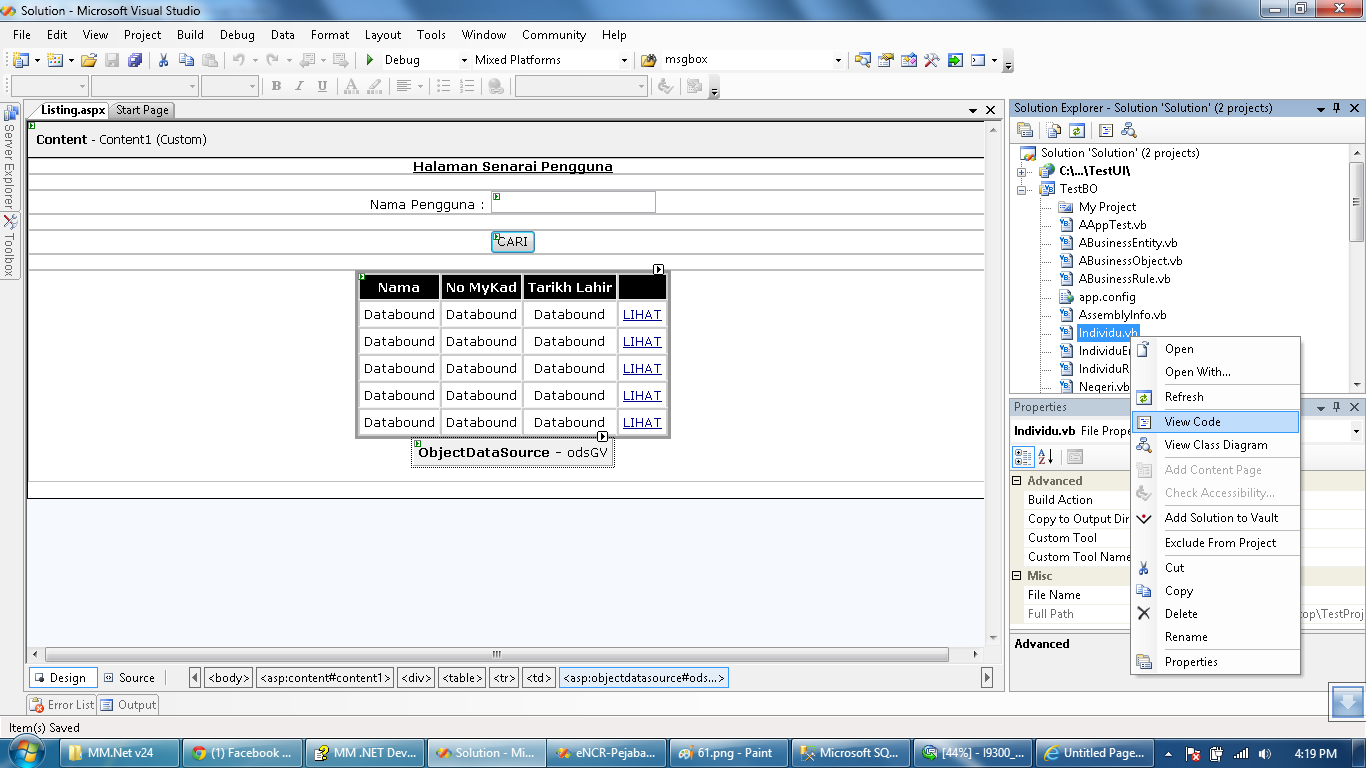 Solution - Microsoft Visual Studio
File Edit View Project Build Debug Data Format Layout Tools Window Community Help
Debug Mixed Platforms msgbox
B I U A
Listing.aspx Start Page
Server Explorer
Toolbox
Content - Content1 (Custom)
Halaman Senarai Pengguna
Nama Pengguna :
CARI
Nama No MyKad Tarikh Lahir
Databound Databound Databound LIHAT
Databound Databound Databound LIHAT
Databound Databound Databound LIHAT
Databound Databound Databound LIHAT
Databound Databound Databound LIHAT
ObjectDataSource - odsGV
Design Source <body> <asp:content#content1> <div> <table> <tr> <td> <asp:objectdatasource#ods...>
Error List Output
Item(s) Saved
Solution Explorer - Solution 'Solution' (2 projects)
Solution 'Solution' (2 projects)
C:\...\TestUI\
TestBO
My Project
AAppTest.vb
ABusinessEntity.vb
ABusinessObject.vb
ABusinessRule.vb
app.config
AssemblyInfo.vb
Individu.vb
IndividuE
IndividuR
Negeri.vb
Properties
Individu.vb File Prope
Advanced
Build Action
Copy to Output Dir
Custom Tool
Custom Tool Name
Misc
File Name
Full Path top\TestProj
Advanced
Open
Open With...
Refresh
View Code
View Class Diagram
Add Content Page
Check Accessibility...
Add Solution to Vault
Exclude From Project
Cut
Copy
Delete
Rename
Properties
MM.Net v24 (1) Facebook ... MM .NET Dev... Solution - Mi... eNCR-Pejaba... 61.png - Paint Microsoft SQ... [44%] - I9300_... Untitled Page... 4:19 PM